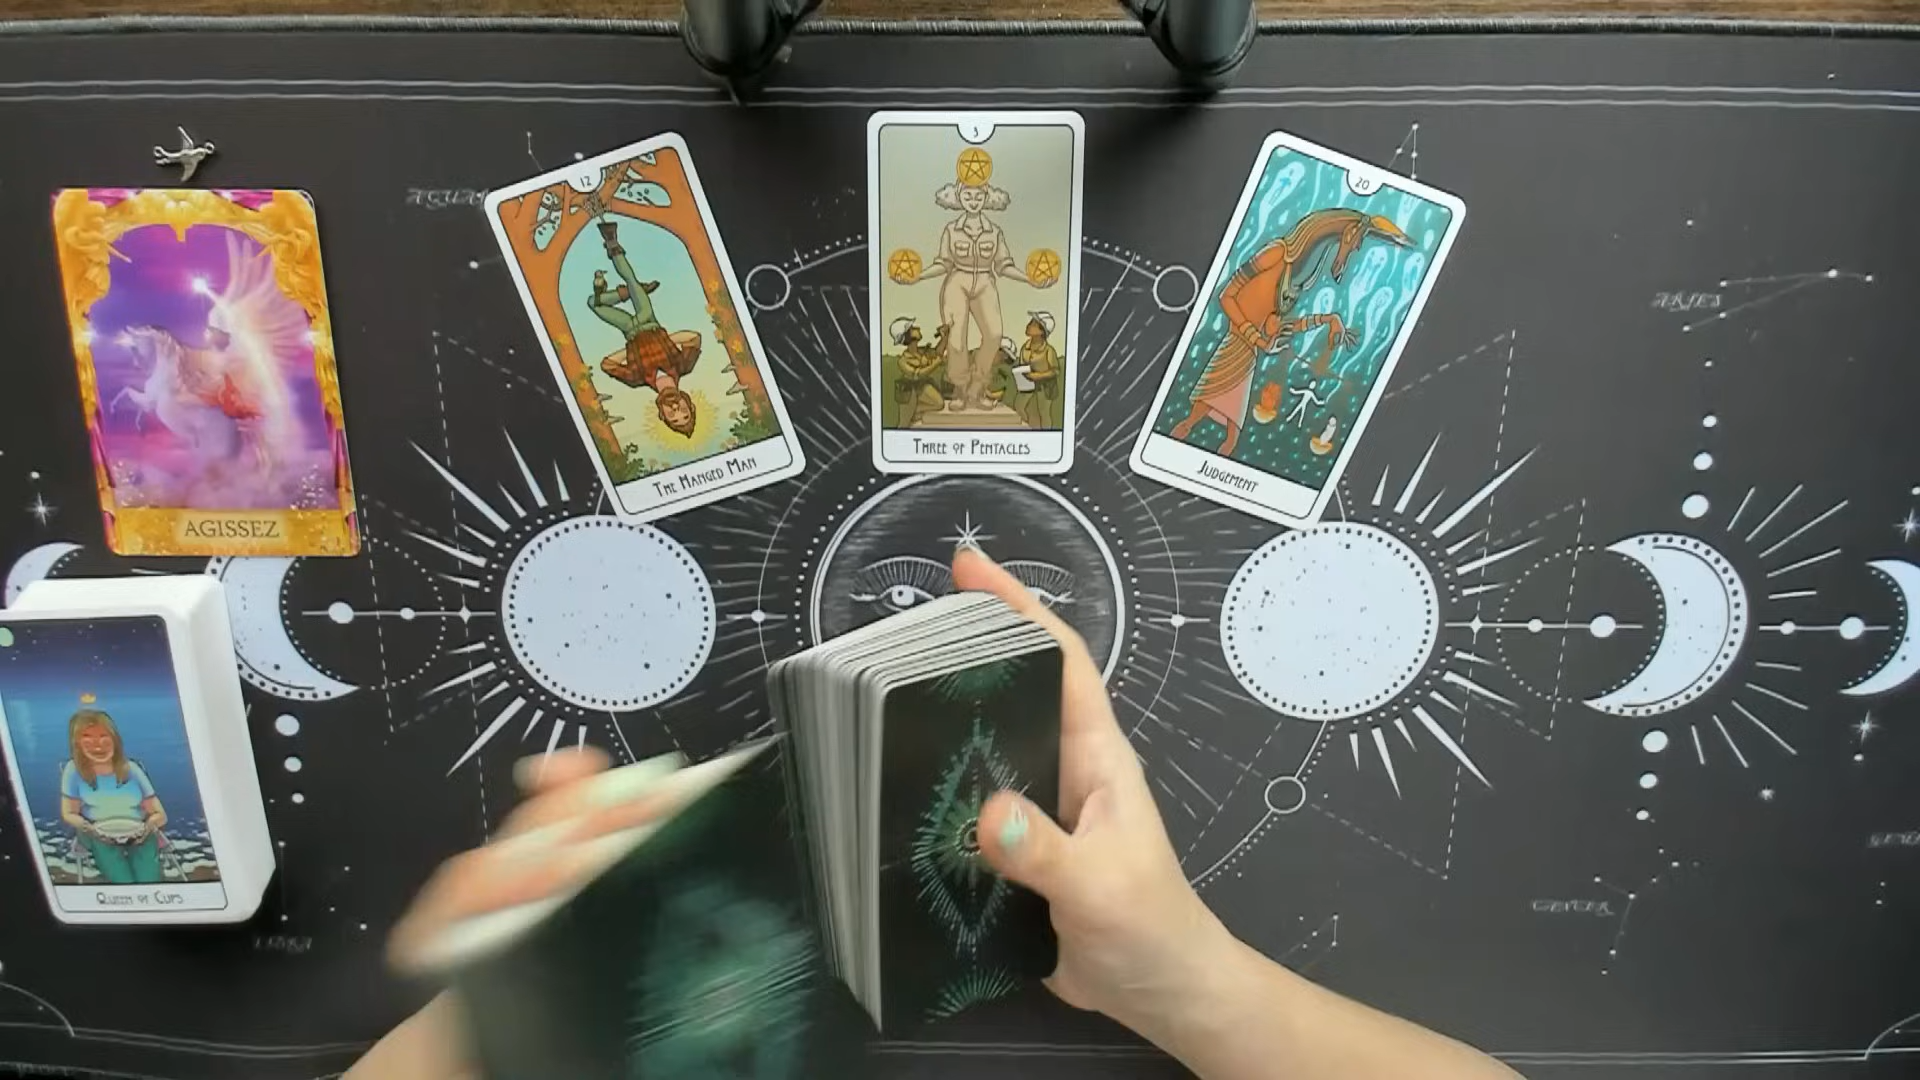 12
THE HANGED MAN
3
THREE OF PENTACLES
20
JUDGEMENT
AGISSEZ
QUEEN OF CUPS
ARIES